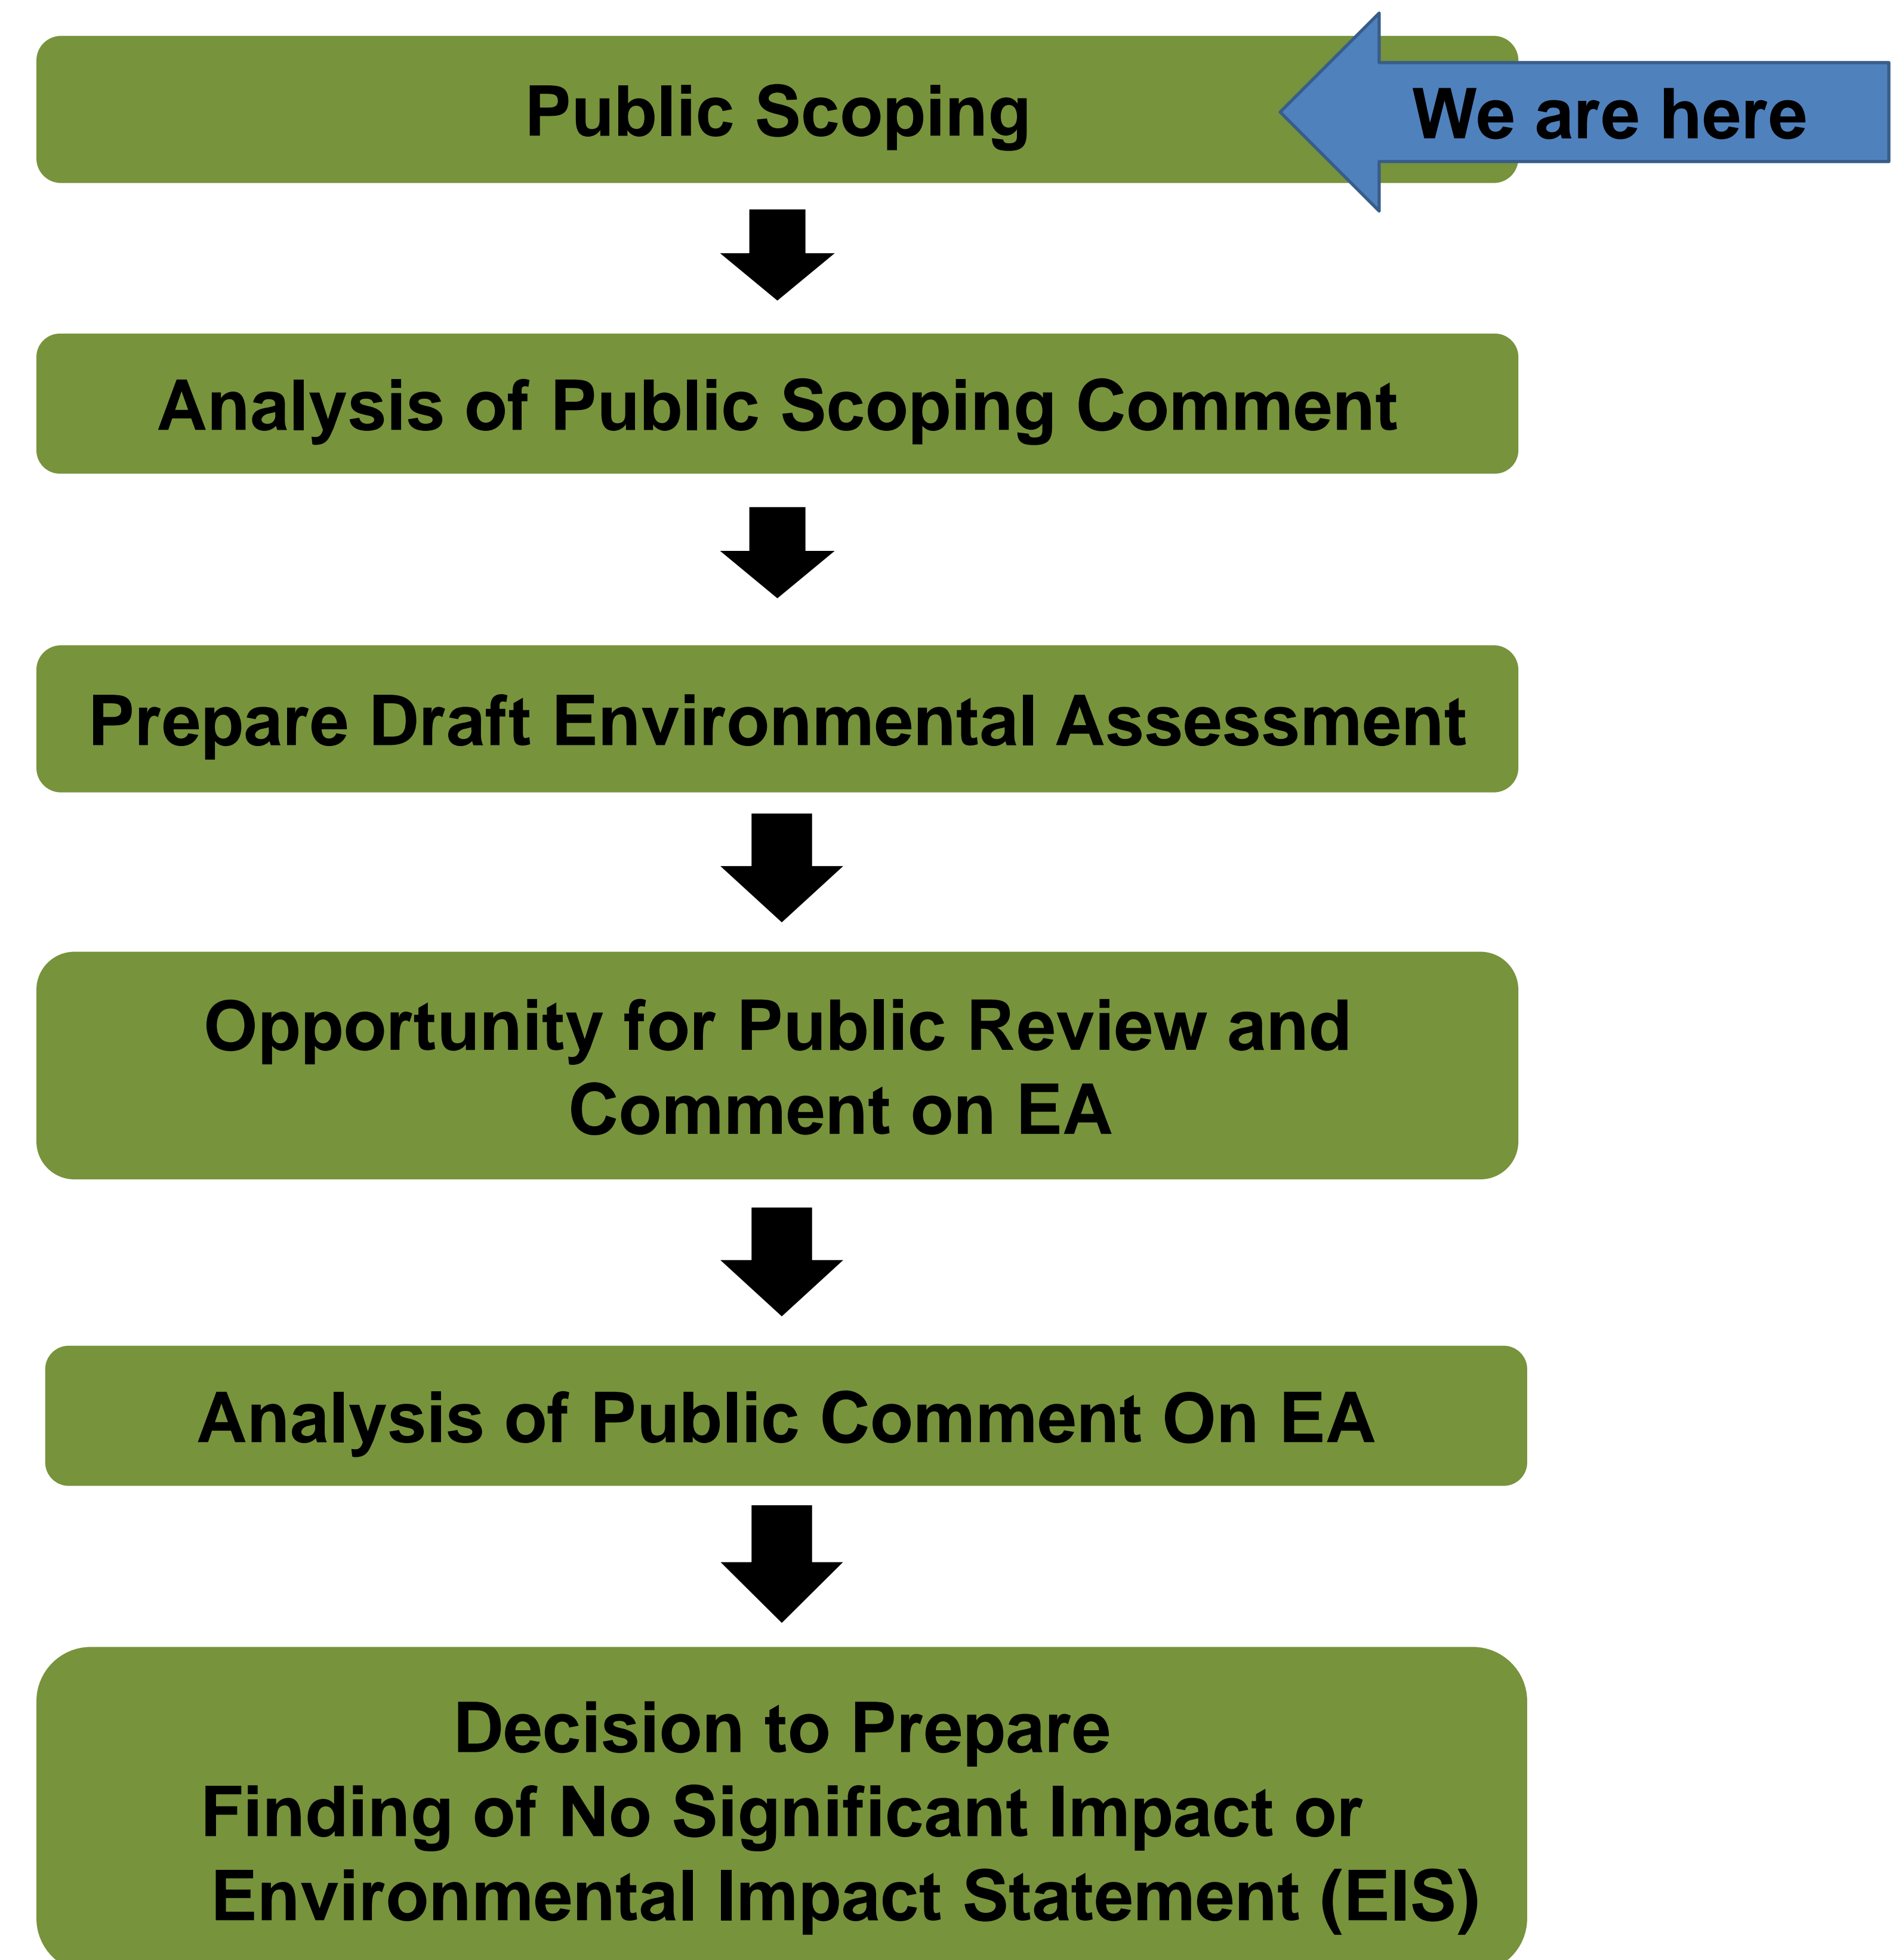 Public Scoping
We are here
Analysis of Public Scoping Comment
Prepare Draft Environmental Assessment
Opportunity for Public Review and
Comment on EA
Analysis of Public Comment On EA
Decision to Prepare
Finding of No Significant Impact or
Environmental Impact Statement (EIS)